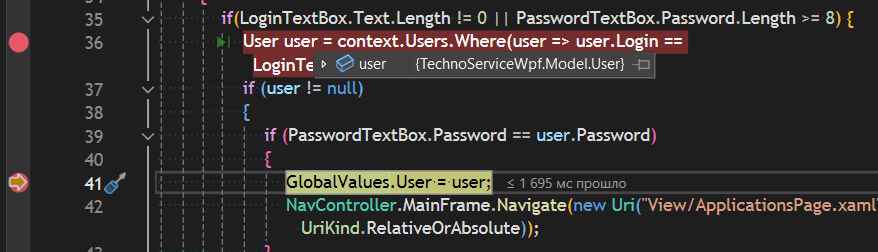 35 if(LoginTextBox.Text.Length != 0 || PasswordTextBox.Password.Length >= 8) {
36 User user = context.Users.Where(user => user.Login ==
LoginTe
user {TechnoServiceWpf.Model.User}
37 if (user != null)
38 {
39 if (PasswordTextBox.Password == user.Password)
40 {
41 GlobalValues.User = user; ≤ 1 695 мс прошло
42 NavController.MainFrame.Navigate(new Uri("View/ApplicationsPage.xaml"
UriKind.RelativeOrAbsolute));